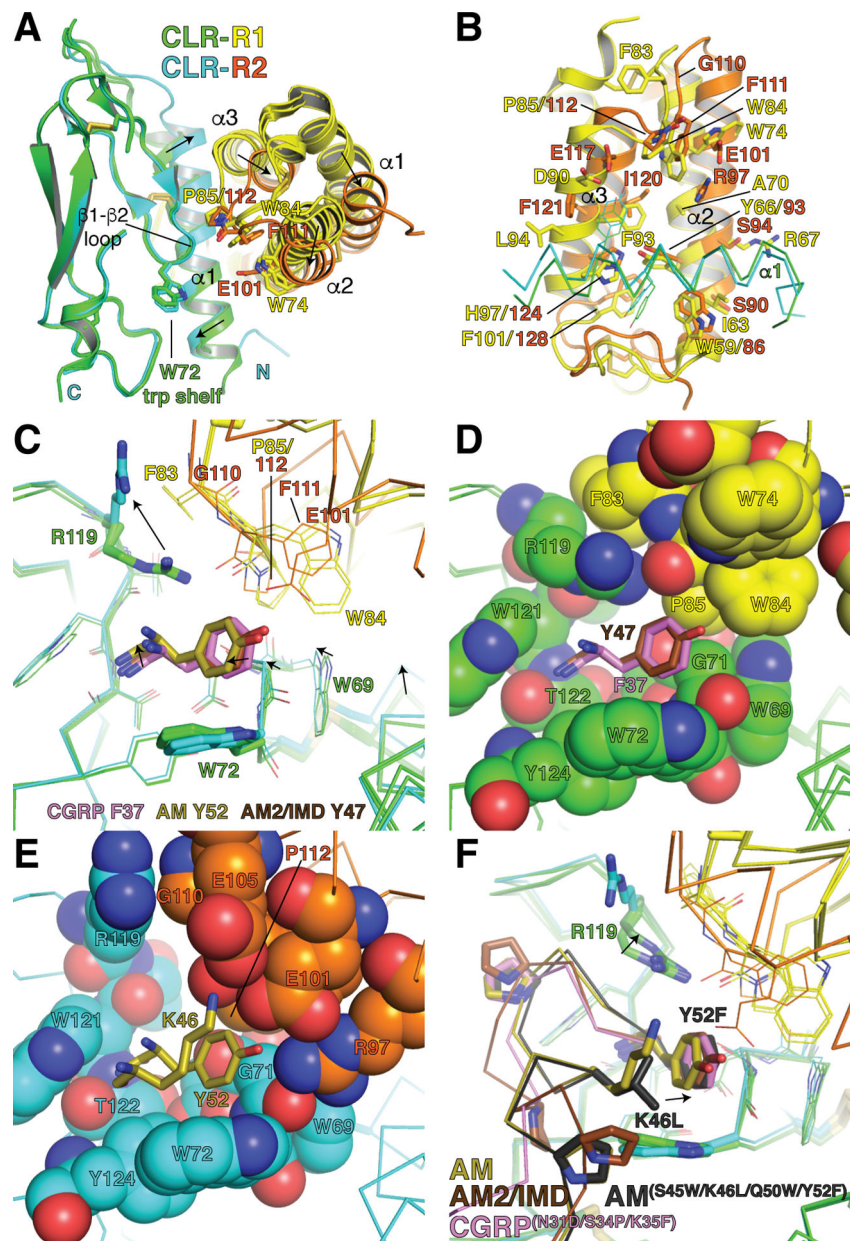 A
CLR-R1
CLR-R2
α3
α1
P85/112
W84
β1-β2
loop
F111
α1
E101
α2
W74
W72
N
C
trp shelf
B
F83
G110
P85/112
F111
W84
W74
E117
E101
D90
I120
R97
α3
A70
F121
α2
Y66/93
S94
L94
F93
R67
α1
H97/124
S90
F101/128
I63
W59/86
C
P85/
112
F83
G110
F111
E101
R119
W84
W69
W72
CGRP F37 AM Y52 AM2/IMD Y47
D
F83
W74
R119
W121
P85
W84
Y47
G71
F37
T122
W69
W72
Y124
E
P112
E105
G110
R119
E101
K46
W121
R97
G71
T122
Y52
W69
W72
Y124
F
R119
Y52F
K46L
AM
AM2/IMD AM(S45W/K46L/Q50W/Y52F)
CGRP(N31D/S34P/K35F)